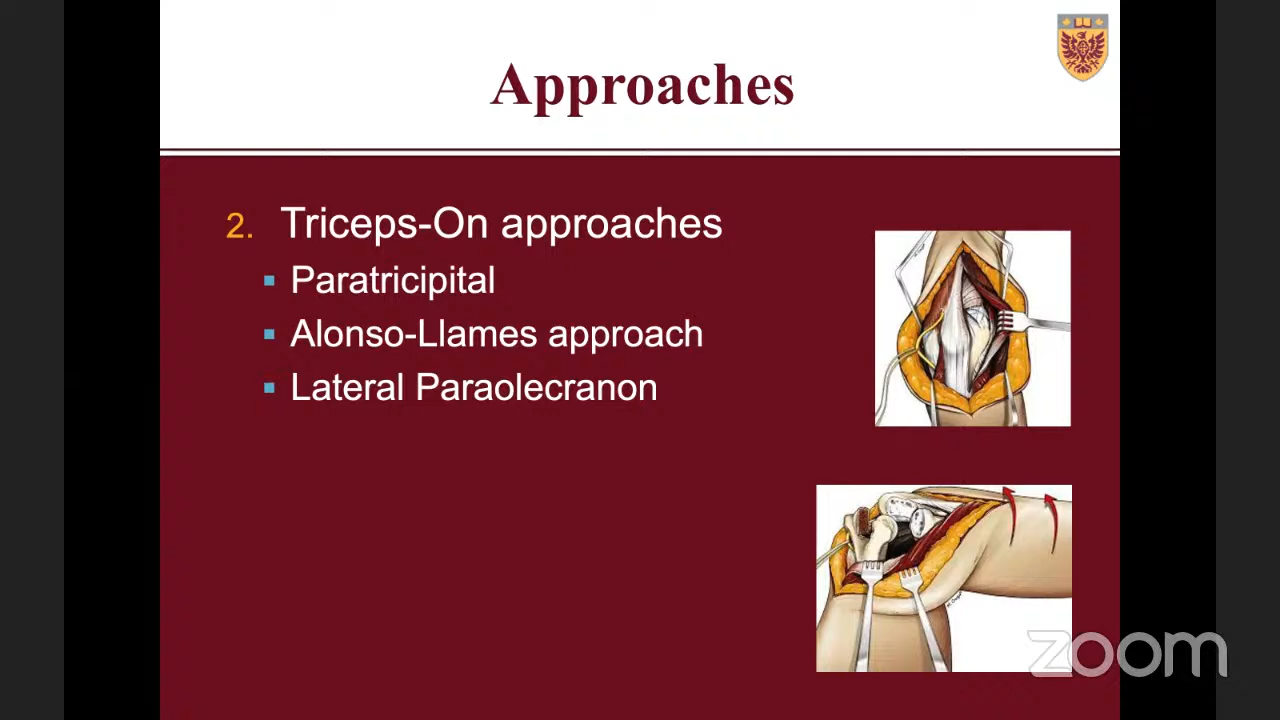 Approaches
2. Triceps-On approaches
▪ Paratricipital
▪ Alonso-Llames approach
▪ Lateral Paraolecranon
zoom